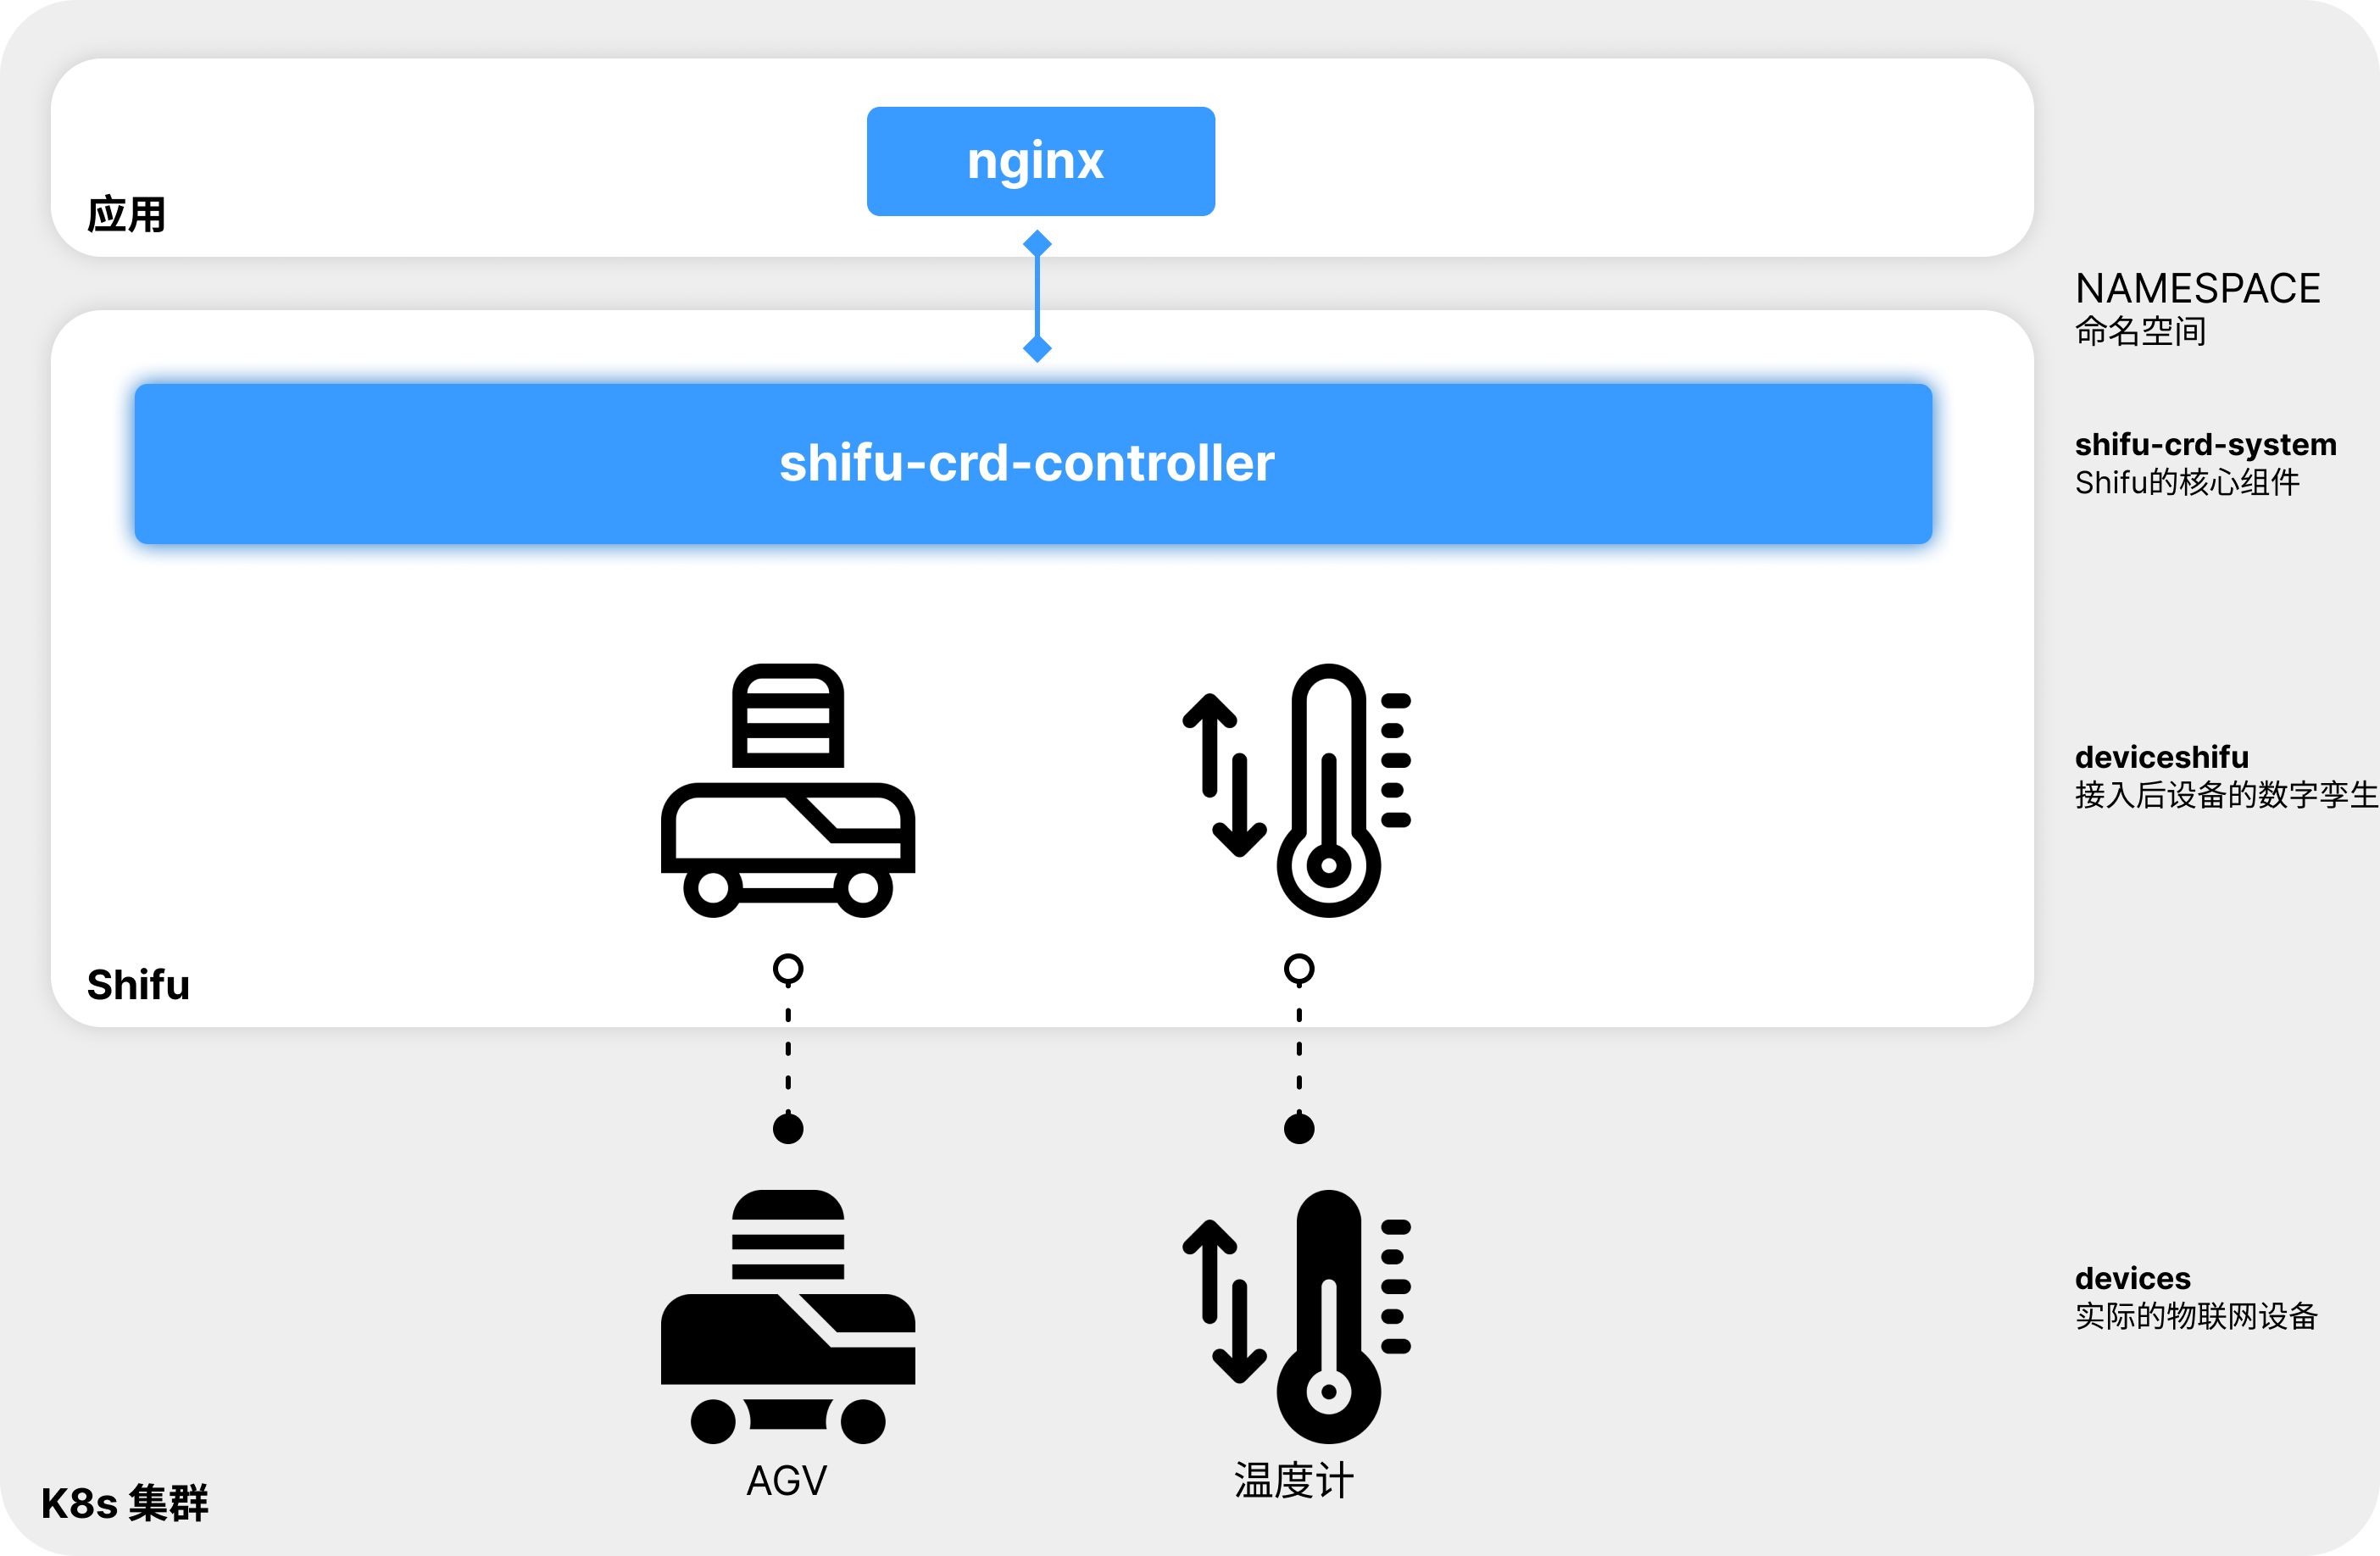 nginx
应用
NAMESPACE
命名空间
shifu-crd-controller
shifu-crd-system
Shifu的核心组件
deviceshifu
接入后设备的数字孪生
Shifu
devices
实际的物联网设备
AGV
温度计
K8s 集群